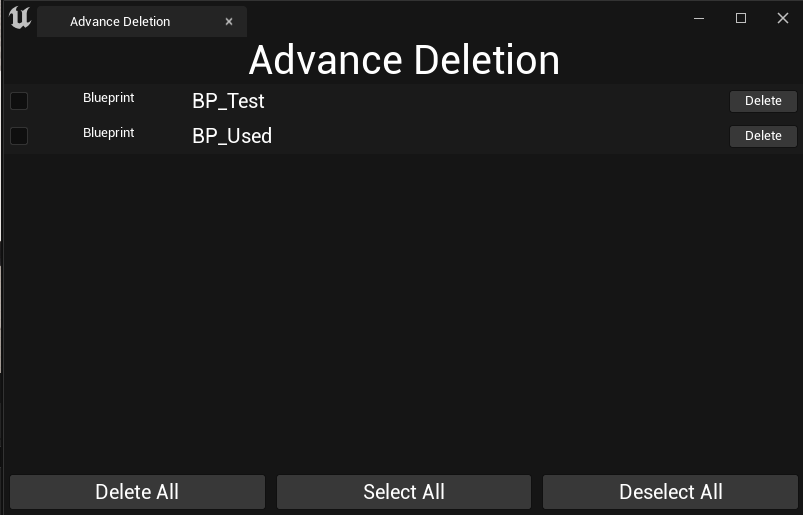 Advance Deletion
Advance Deletion
Blueprint BP_Test Delete
Blueprint BP_Used Delete
Delete All Select All Deselect All